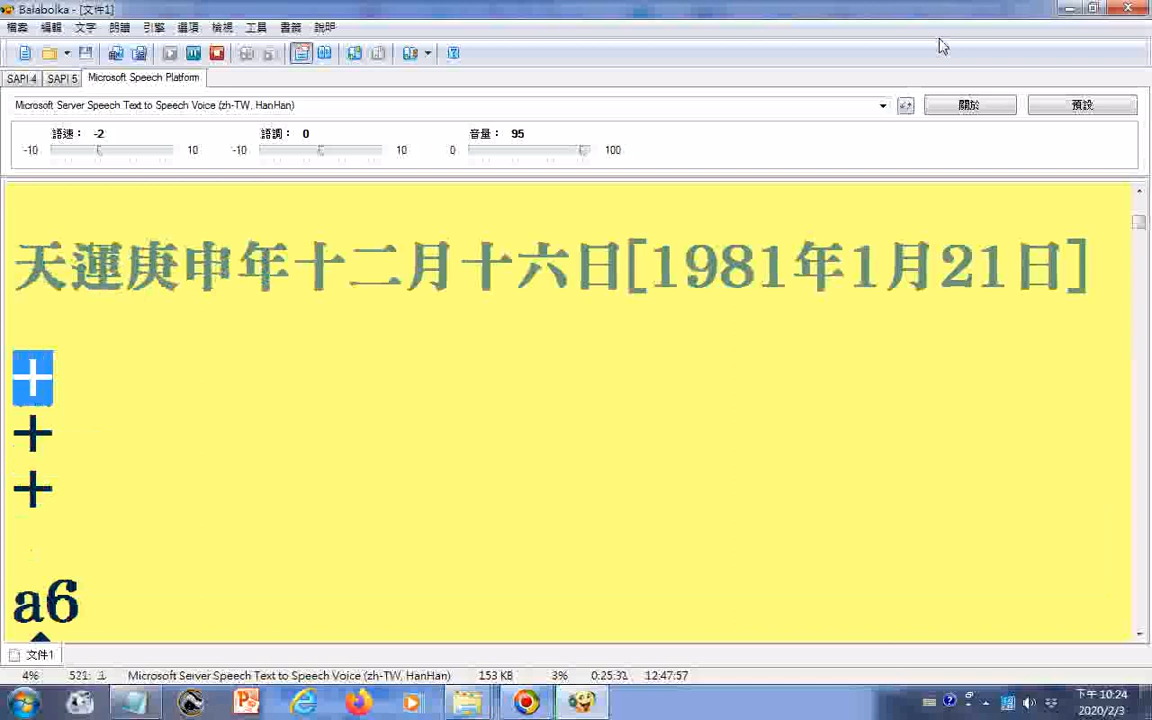 Balabolka - [文件1]
檔案 編輯 文字 朗讀 引擎 選項 檢視 工具 書籤 說明
SAPI 4 SAPI 5 Microsoft Speech Platform
Microsoft Server Speech Text to Speech Voice (zh-TW, HanHan) 關於 預設
語速： -2 語調： 0 音量： 95
-10 10 -10 10 0 100
天運庚申年十二月十六日[1981年1月21日]
+
+
+
a6
文件1
4% 521: 1 Microsoft Server Speech Text to Speech Voice (zh-TW, HanHan) 153 KB 3% 0:25:31 12:47:57
下午 10:24
2020/2/3